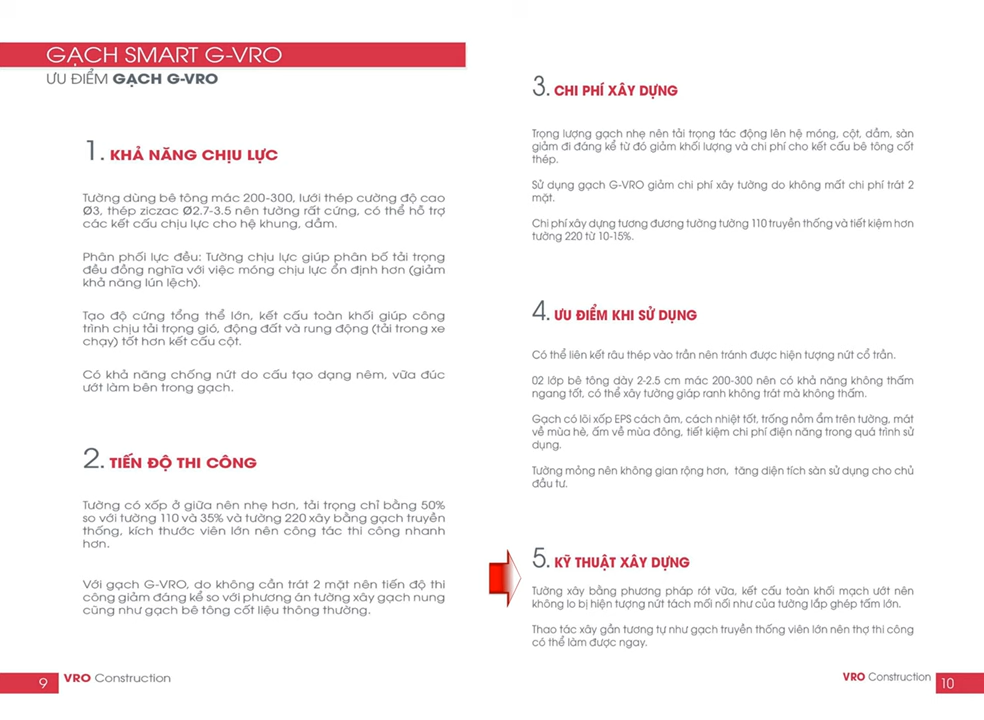 GẠCH SMART G-VRO
ƯU ĐIỂM GẠCH G-VRO
1. KHẢ NĂNG CHỊU LỰC
Tường dùng bê tông mác 200-300, lưới thép cường độ cao
Ø3, thép ziczac Ø2.7-3.5 nên tường rất cứng, có thể hỗ trợ
các kết cấu chịu lực cho hệ khung, dầm.
Phân phối lực đều: Tường chịu lực giúp phân bố tải trọng
đều đồng nghĩa với việc móng chịu lực ổn định hơn (giảm
khả năng lún lệch).
Tạo độ cứng tổng thể lớn, kết cấu toàn khối giúp công
trình chịu tải trọng gió, động đất và rung động (tải trong xe
chạy) tốt hơn kết cấu cột.
Có khả năng chống nứt do cấu tạo dạng nêm, vữa đúc
ướt làm bên trong gạch.
2. TIẾN ĐỘ THI CÔNG
Tường có xốp ở giữa nên nhẹ hơn, tải trọng chỉ bằng 50%
so với tường 110 và 35% và tường 220 xây bằng gạch truyền
thống, kích thước viên lớn nên công tác thi công nhanh
hơn.
Với gạch G-VRO, do không cần trát 2 mặt nên tiến độ thi
công giảm đáng kể so với phương án tường xây gạch nung
cũng như gạch bê tông cốt liệu thông thường.
9 VRO Construction
3. CHI PHÍ XÂY DỰNG
Trọng lượng gạch nhẹ nên tải trọng tác động lên hệ móng, cột, dầm, sàn
giảm đi đáng kể từ đó giảm khối lượng và chi phí cho kết cấu bê tông cốt
thép.
Sử dụng gạch G-VRO giảm chi phí xây tường do không mất chi phí trát 2
mặt.
Chi phí xây dựng tương đương tường tường 110 truyền thống và tiết kiệm hơn
tường 220 từ 10-15%.
4. ƯU ĐIỂM KHI SỬ DỤNG
Có thể liên kết râu thép vào trần nên tránh được hiện tượng nứt cổ trần.
02 lớp bê tông dày 2-2.5 cm mác 200-300 nên có khả năng không thấm
ngang tốt, có thể xây tường giáp ranh không trát mà không thấm.
Gạch có lõi xốp EPS cách âm, cách nhiệt tốt, trống nồm ẩm trên tường, mát
về mùa hè, ấm về mùa đông, tiết kiệm chi phí điện năng trong quá trình sử
dụng.
Tường mỏng nên không gian rộng hơn, tăng diện tích sàn sử dụng cho chủ
đầu tư.
5. KỸ THUẬT XÂY DỰNG
Tường xây bằng phương pháp rót vữa, kết cấu toàn khối mạch ướt nên
không lo bị hiện tượng nứt tách mối nối như của tường lắp ghép tấm lớn.
Thao tác xây gần tương tự như gạch truyền thống viên lớn nên thợ thi công
có thể làm được ngay.
VRO Construction 10